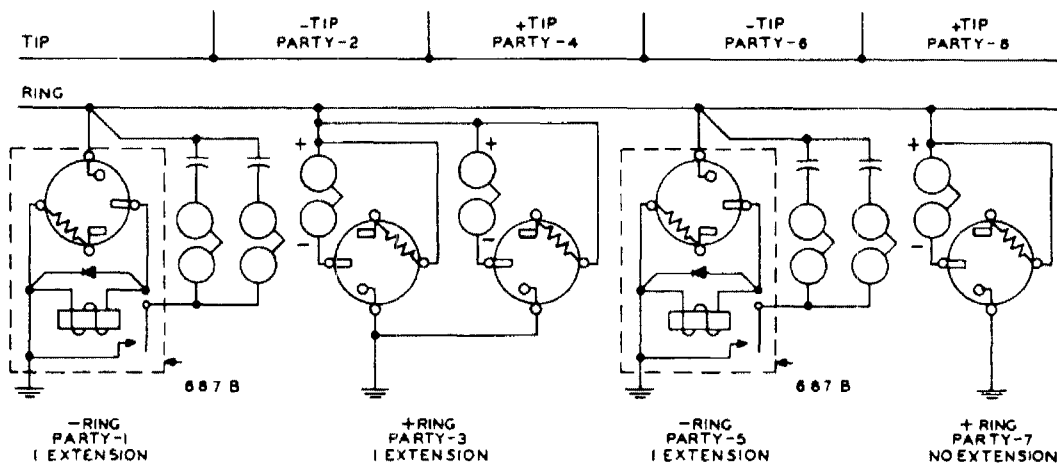 TIP
-TIP
PARTY-2
+TIP
PARTY-4
-TIP
PARTY-6
+TIP
PARTY-8
RING
+
-
+
-
+
-
687 B
687 B
-RING
PARTY-1
1 EXTENSION
+RING
PARTY-3
1 EXTENSION
-RING
PARTY-5
1 EXTENSION
+ RING
PARTY-7
NO EXTENSION